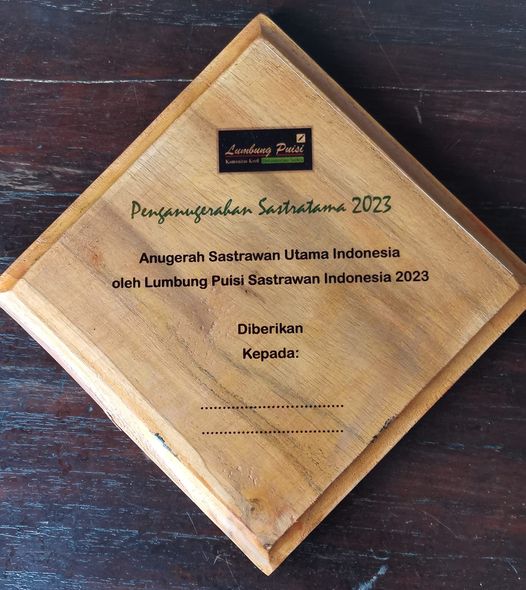 Lumbung Puisi
Penganugerahan Sastratama 2023
Anugerah Sastrawan Utama Indonesia
oleh Lumbung Puisi Sastrawan Indonesia 2023
Diberikan
Kepada:
....................................
....................................